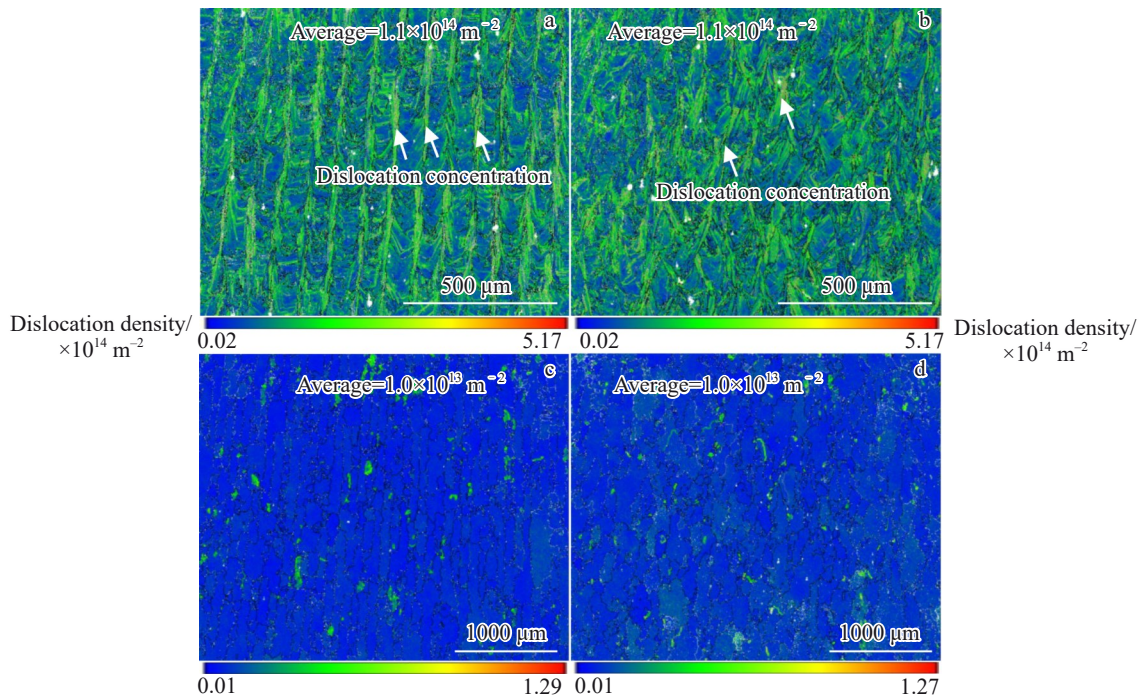 a
Average=1.1×10¹⁴ m⁻²
Dislocation concentration
500 μm
b
Average=1.1×10¹⁴ m⁻²
Dislocation concentration
500 μm
Dislocation density/
×10¹⁴ m⁻²
0.02 5.17
0.02 5.17
Dislocation density/
×10¹⁴ m⁻²
c
Average=1.0×10¹³ m⁻²
1000 μm
d
Average=1.0×10¹³ m⁻²
1000 μm
0.01 1.29
0.01 1.27